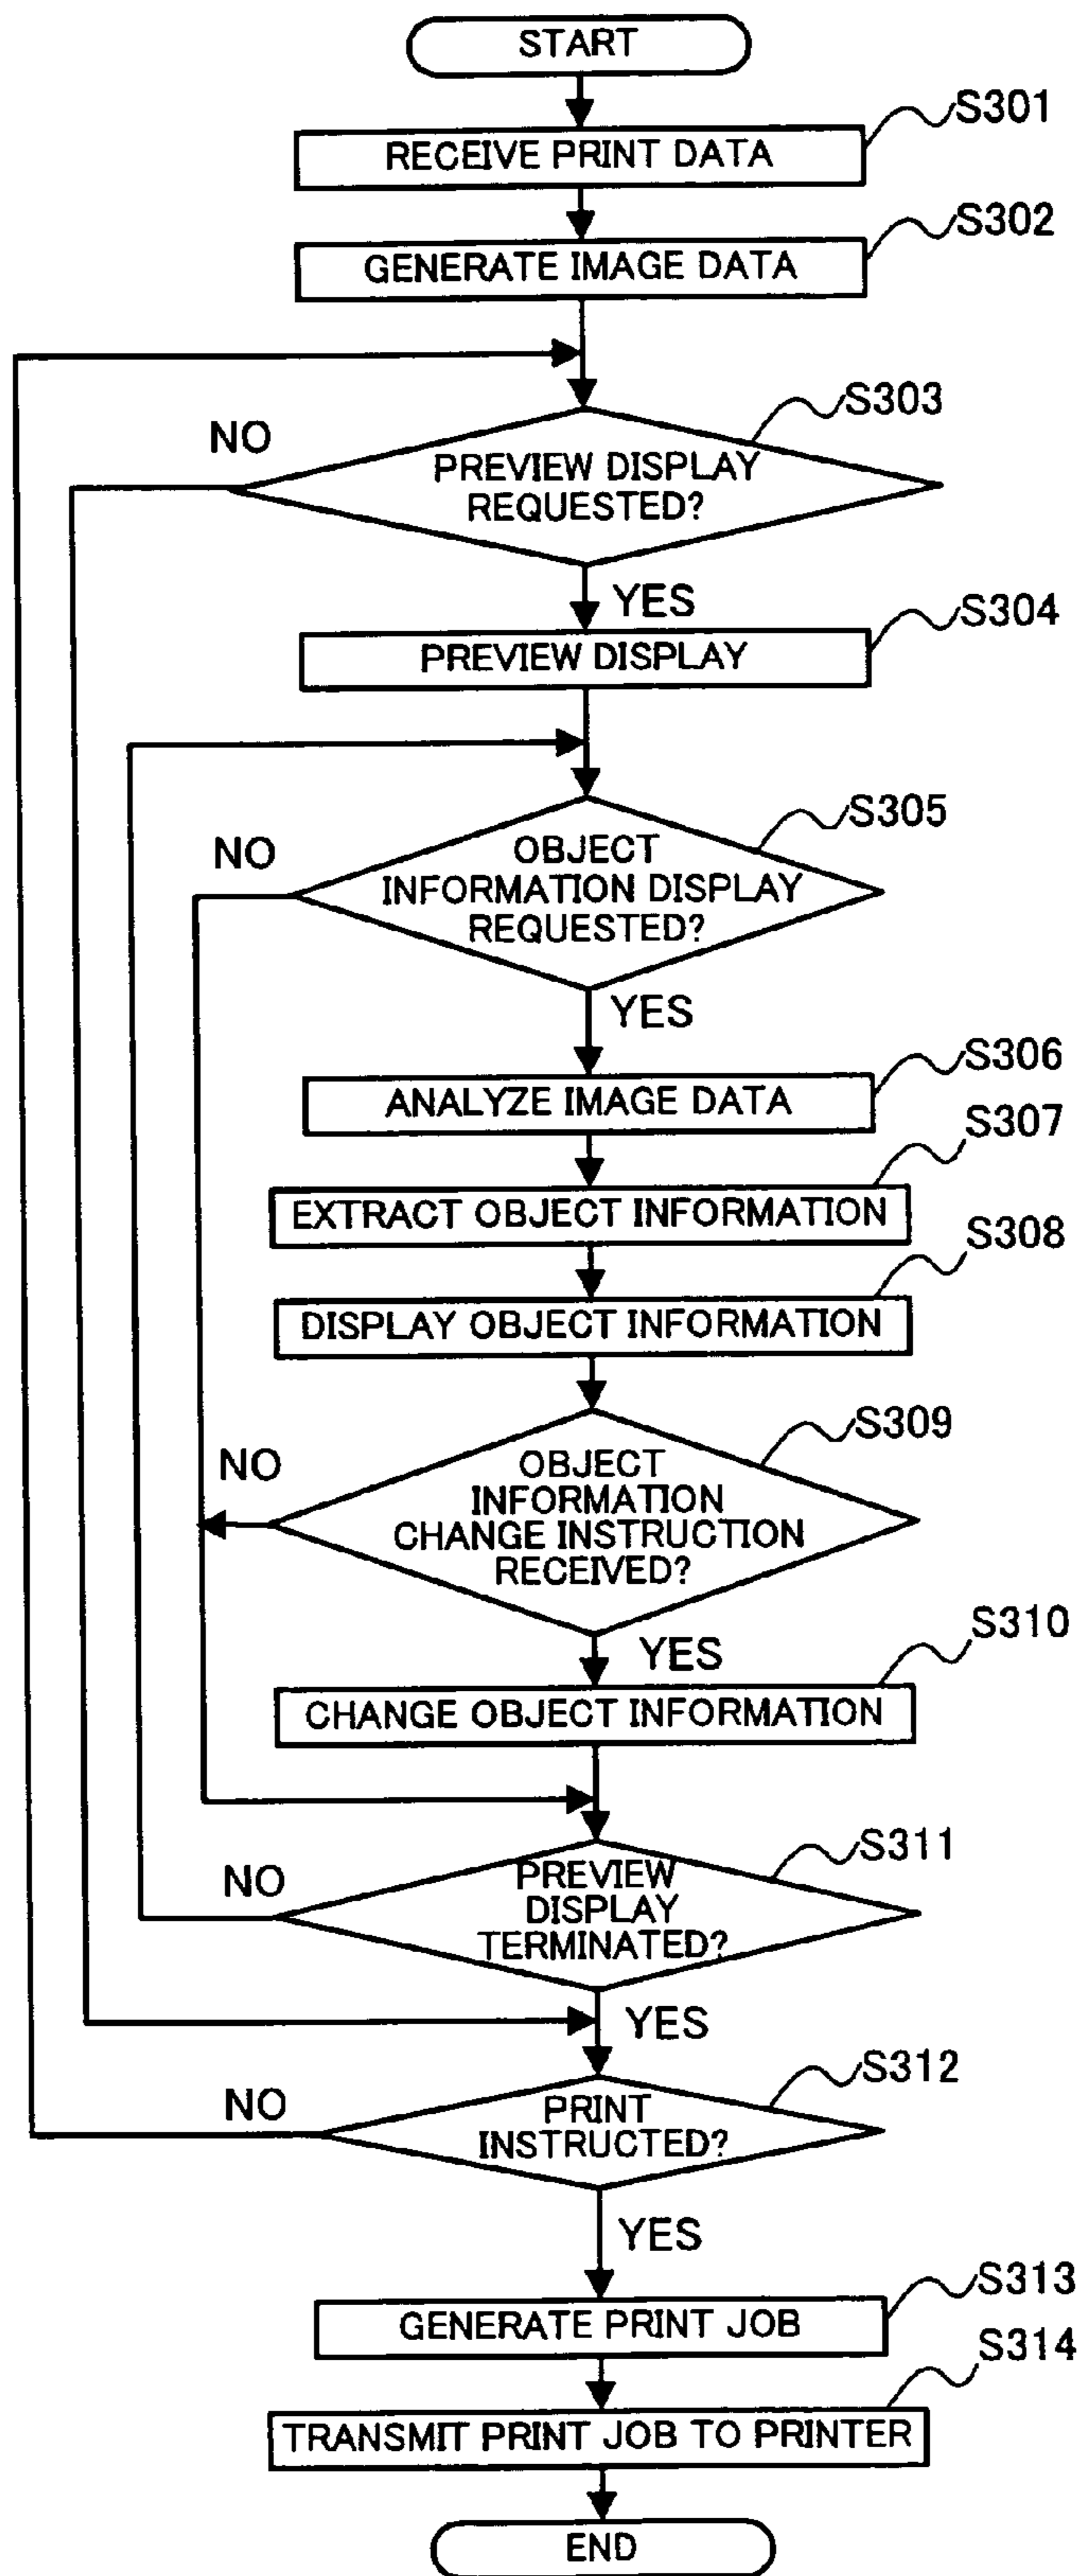 START
S301
RECEIVE PRINT DATA
S302
GENERATE IMAGE DATA
S303
NO
PREVIEW DISPLAY
REQUESTED?
YES
S304
PREVIEW DISPLAY
S305
NO
OBJECT
INFORMATION DISPLAY
REQUESTED?
YES
S306
ANALYZE IMAGE DATA
S307
EXTRACT OBJECT INFORMATION
S308
DISPLAY OBJECT INFORMATION
S309
NO
OBJECT
INFORMATION
CHANGE INSTRUCTION
RECEIVED?
YES
S310
CHANGE OBJECT INFORMATION
S311
NO
PREVIEW
DISPLAY
TERMINATED?
YES
S312
NO
PRINT
INSTRUCTED?
YES
S313
GENERATE PRINT JOB
S314
TRANSMIT PRINT JOB TO PRINTER
END